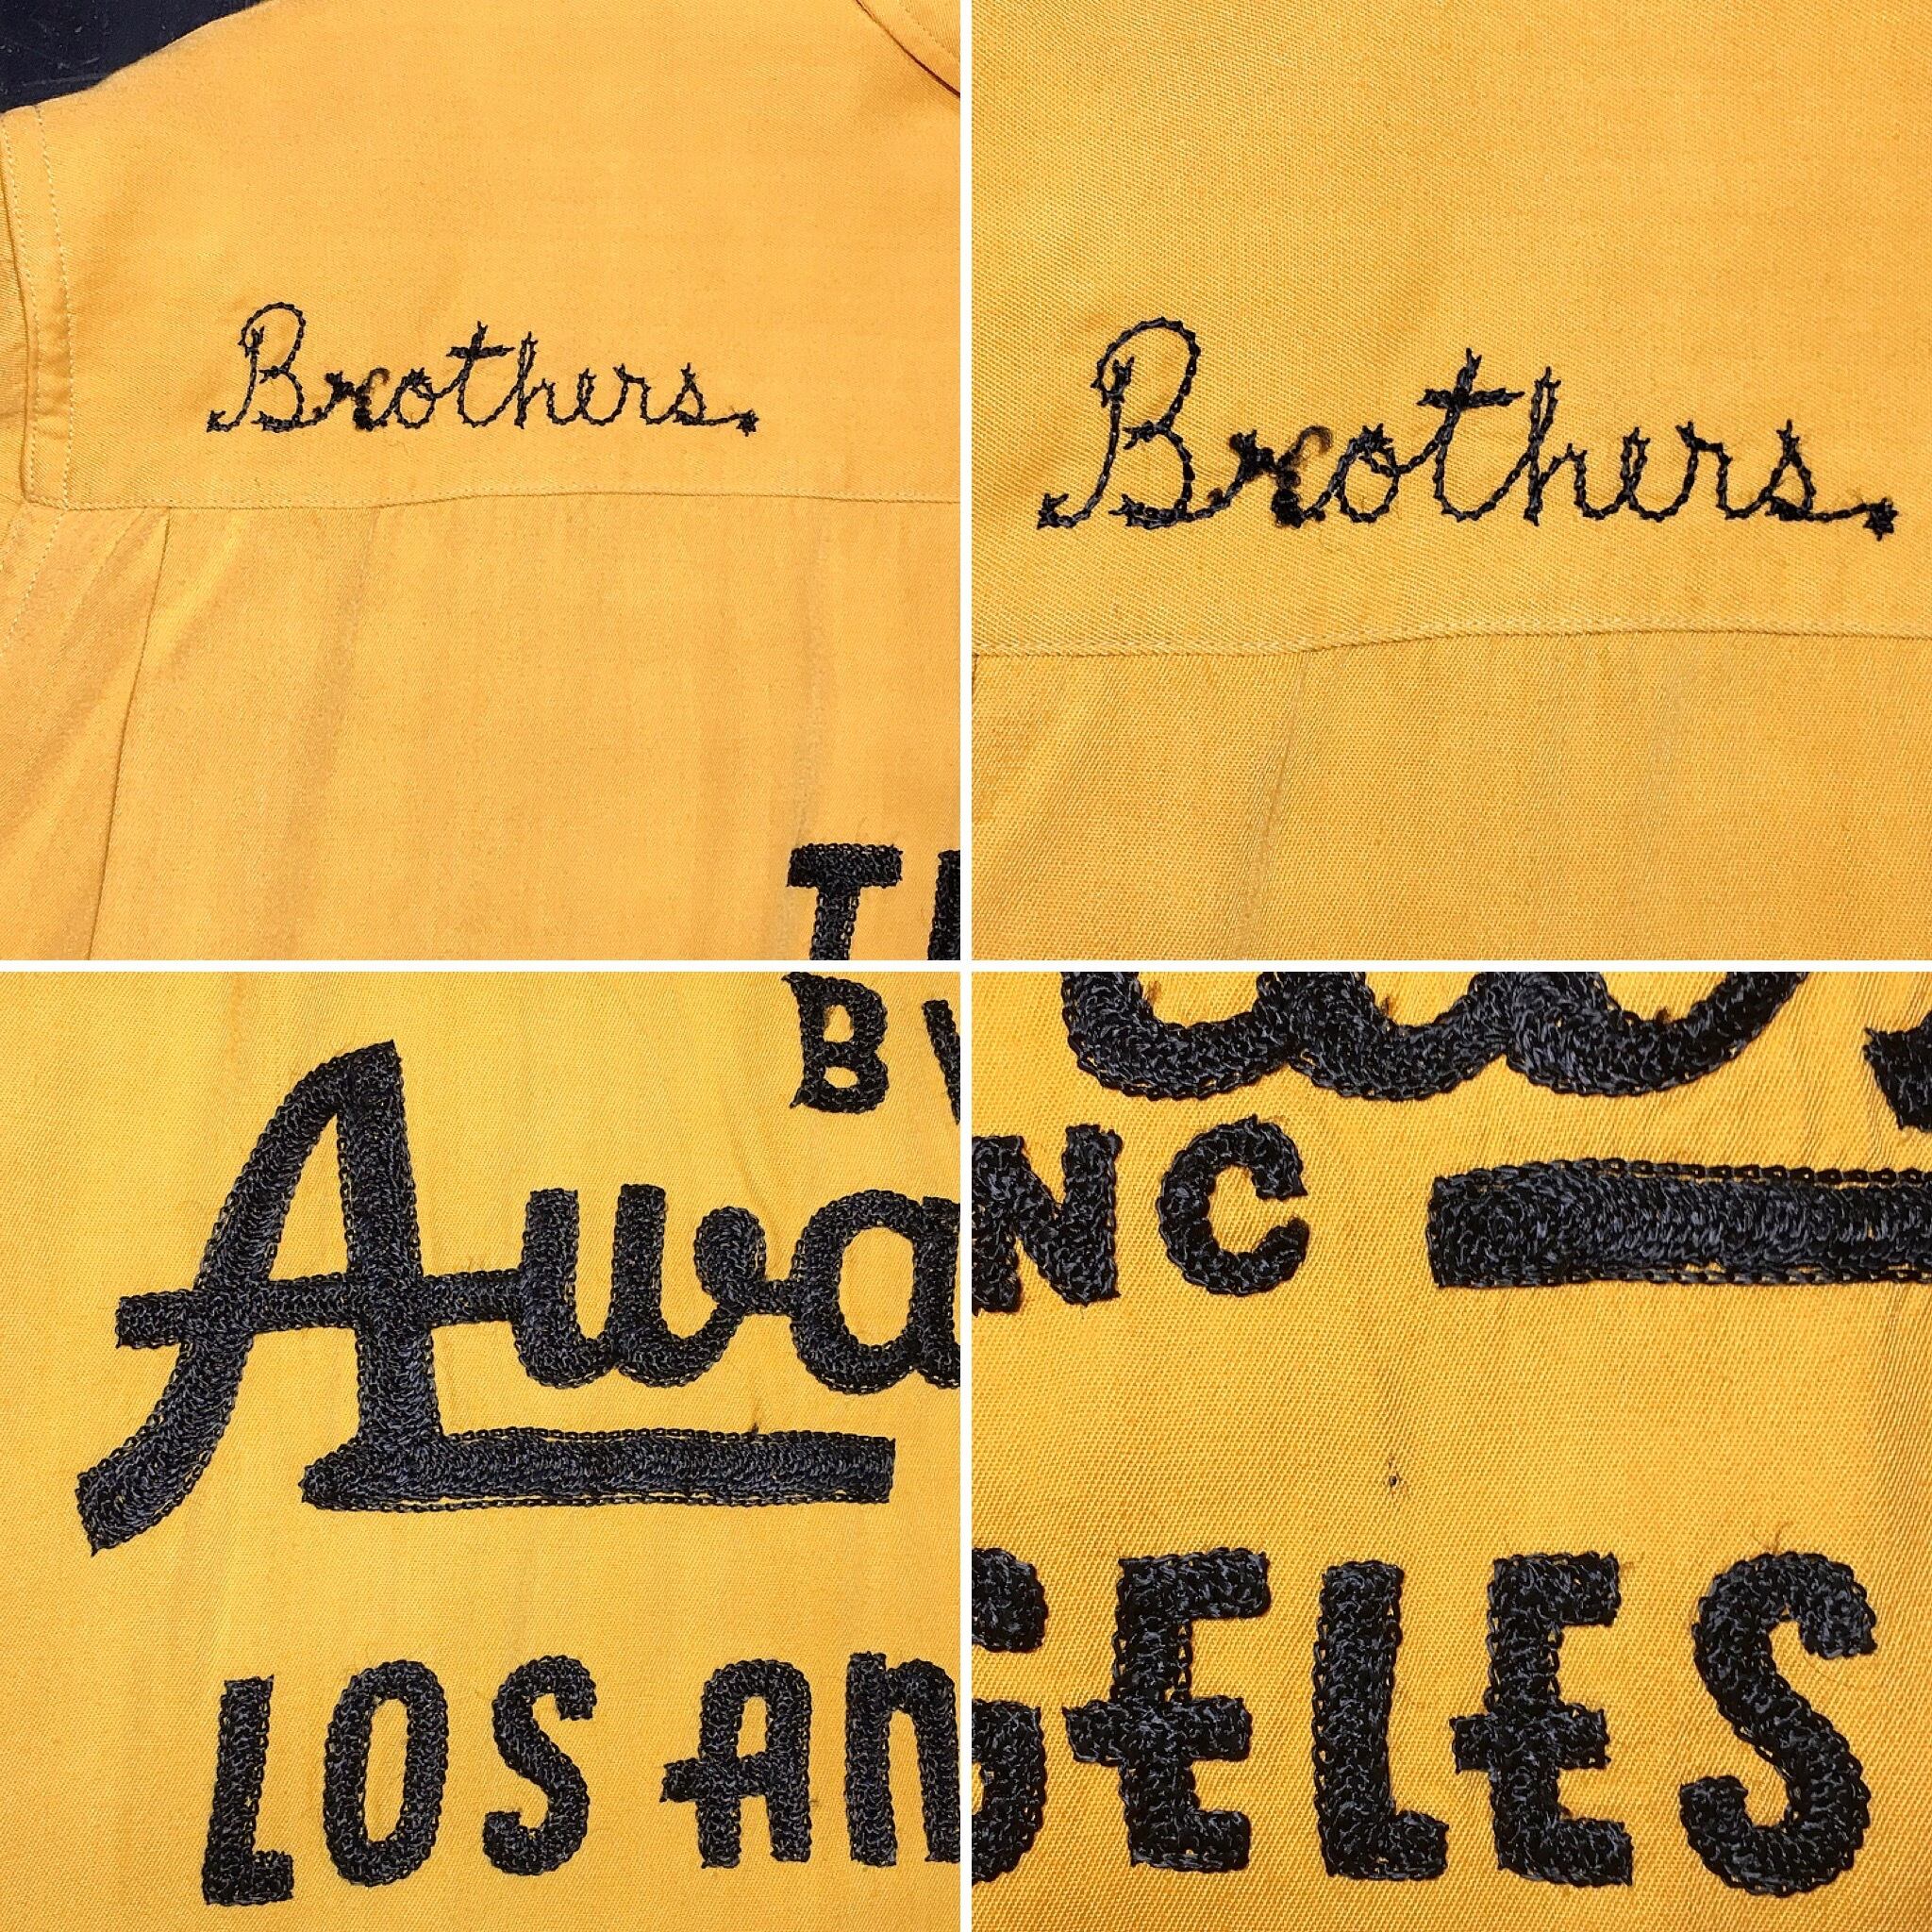 Brothers.
Brothers.
Awa
LOS AN
NC
GELES